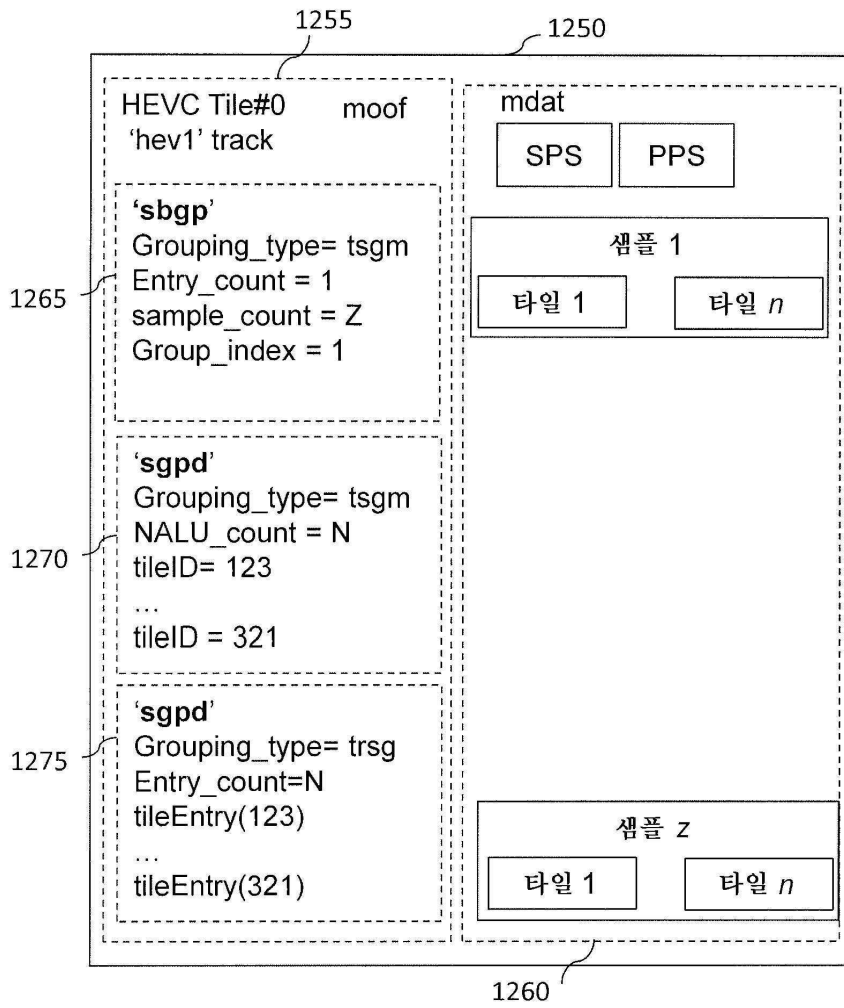 1255
1250
HEVC Tile#0 moof
'hev1' track
mdat
SPS PPS
'sbgp'
Grouping_type= tsgm
Entry_count = 1
sample_count = Z
Group_index = 1
1265
샘플 1
타일 1 타일 n
'sgpd'
Grouping_type= tsgm
NALU_count = N
tileID= 123
...
tileID = 321
1270
'sgpd'
Grouping_type= trsg
Entry_count=N
tileEntry(123)
...
tileEntry(321)
1275
샘플 z
타일 1 타일 n
1260